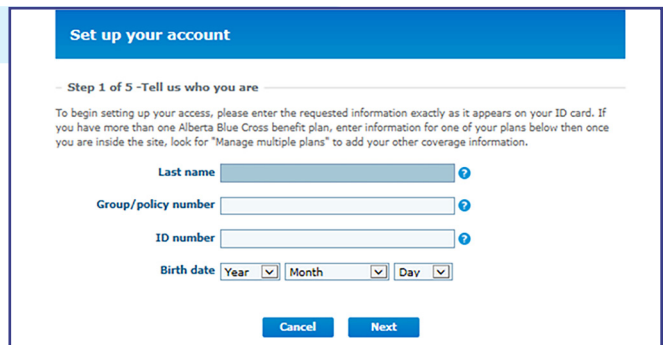 Set up your account
Step 1 of 5 -Tell us who you are
To begin setting up your access, please enter the requested information exactly as it appears on your ID card. If
you have more than one Alberta Blue Cross benefit plan, enter information for one of your plans below then once
you are inside the site, look for "Manage multiple plans" to add your other coverage information.
Last name ?
Group/policy number ?
ID number ?
Birth date Year Month Day
Cancel Next